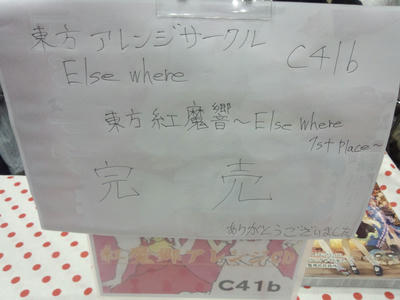 東方 アレンジサークル
C41b
Else where
東方紅魔響～Else where
1st place～
完 売
ありがとうございました
C41b